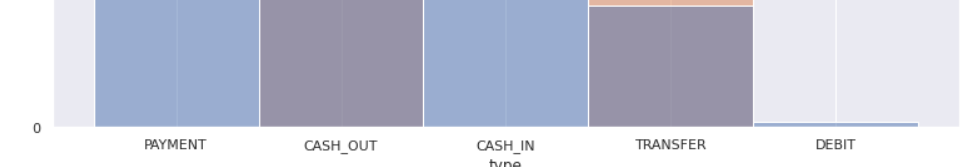 0
PAYMENT CASH_OUT CASH_IN TRANSFER DEBIT
type